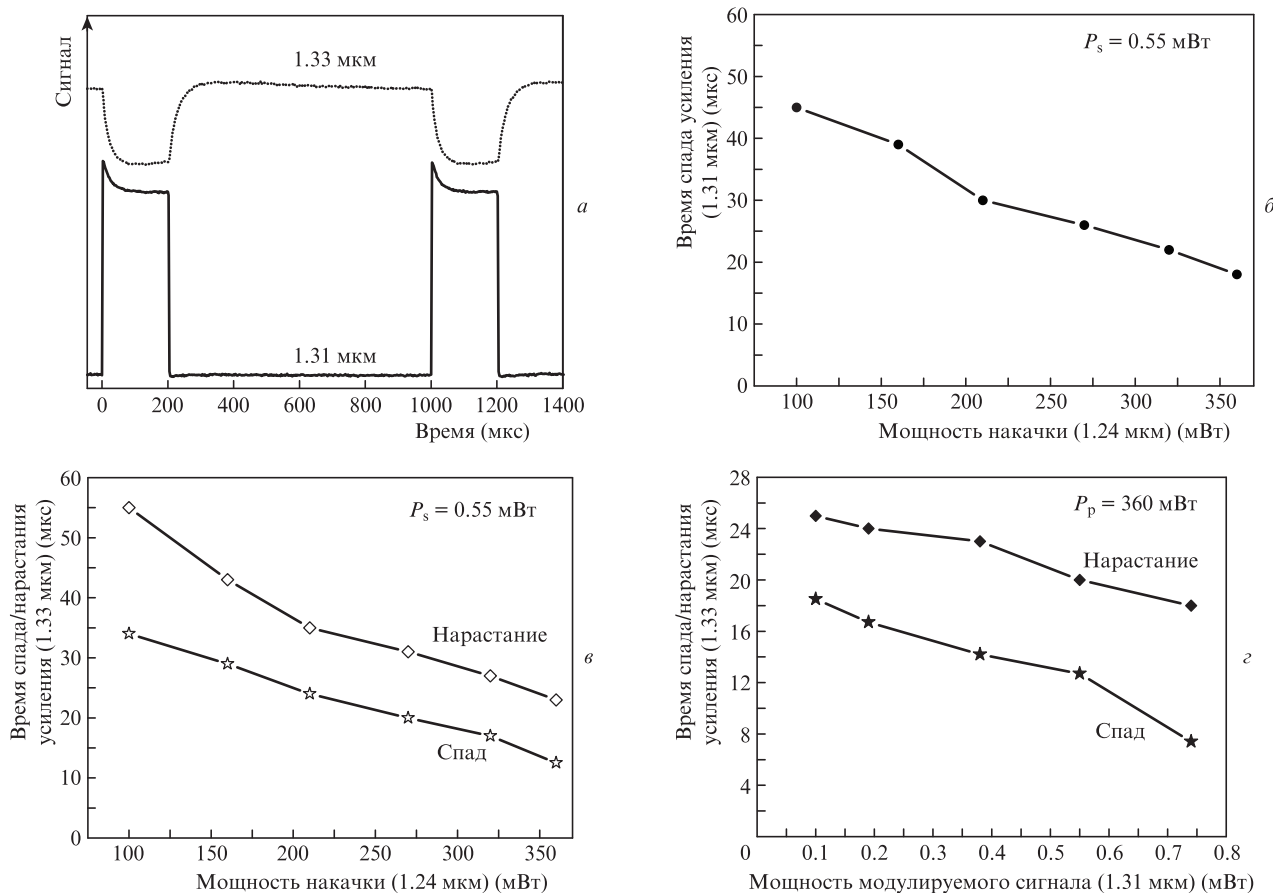 Сигнал
1.33 мкм
1.31 мкм
0 200 400 600 800 1000 1200 1400
Время (мкс)
а
60
50
40
30
20
10
0
Время спада усиления
(1.31 мкм) (мкс)
P_s = 0.55 мВт
100 150 200 250 300 350
Мощность накачки (1.24 мкм) (мВт)
б
60
50
40
30
20
10
0
Время спада/нарастания
усиления (1.33 мкм) (мкс)
P_s = 0.55 мВт
Нарастание
Спад
100 150 200 250 300 350
Мощность накачки (1.24 мкм) (мВт)
в
28
24
20
16
12
8
4
Время спада/нарастания
усиления (1.33 мкм) (мкс)
P_p = 360 мВт
Нарастание
Спад
0 0.1 0.2 0.3 0.4 0.5 0.6 0.7 0.8
Мощность модулируемого сигнала (1.31 мкм) (мВт)
г